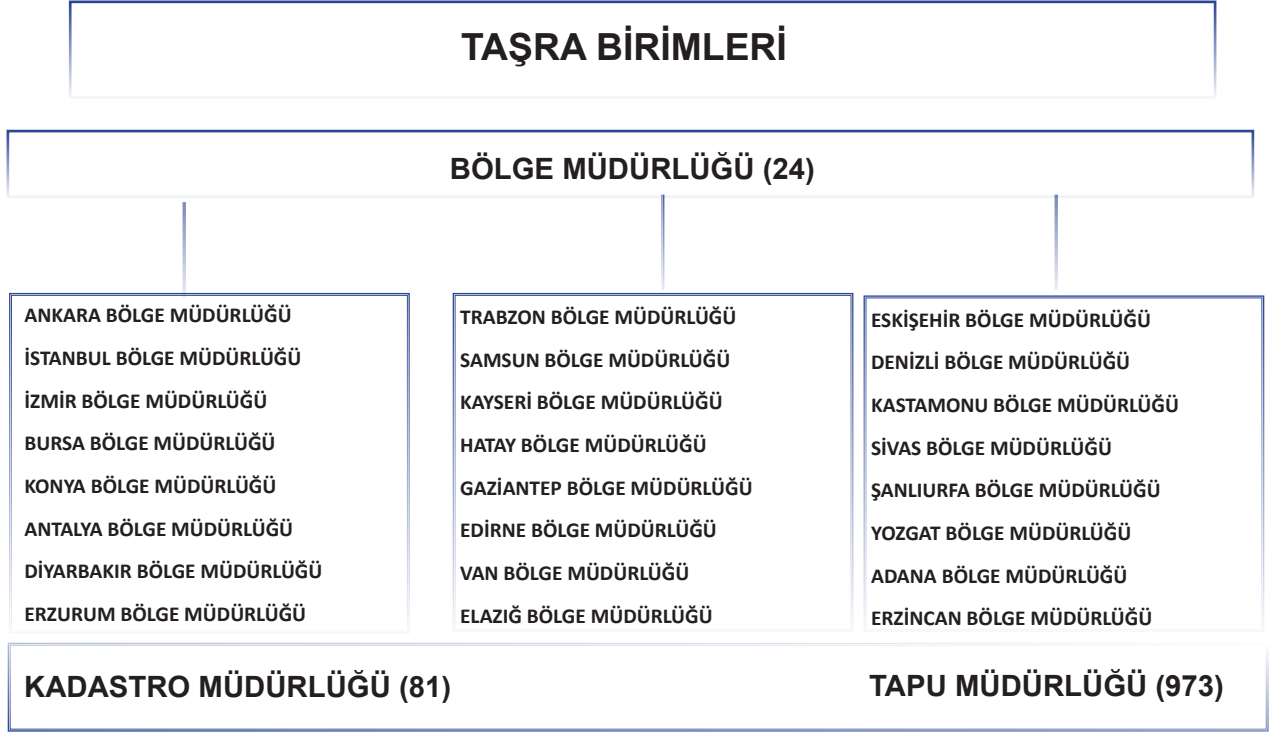 TAŞRA BİRİMLERİ
BÖLGE MÜDÜRLÜĞÜ (24)
ANKARA BÖLGE MÜDÜRLÜĞÜ
İSTANBUL BÖLGE MÜDÜRLÜĞÜ
İZMİR BÖLGE MÜDÜRLÜĞÜ
BURSA BÖLGE MÜDÜRLÜĞÜ
KONYA BÖLGE MÜDÜRLÜĞÜ
ANTALYA BÖLGE MÜDÜRLÜĞÜ
DİYARBAKIR BÖLGE MÜDÜRLÜĞÜ
ERZURUM BÖLGE MÜDÜRLÜĞÜ
TRABZON BÖLGE MÜDÜRLÜĞÜ
SAMSUN BÖLGE MÜDÜRLÜĞÜ
KAYSERİ BÖLGE MÜDÜRLÜĞÜ
HATAY BÖLGE MÜDÜRLÜĞÜ
GAZİANTEP BÖLGE MÜDÜRLÜĞÜ
EDİRNE BÖLGE MÜDÜRLÜĞÜ
VAN BÖLGE MÜDÜRLÜĞÜ
ELAZIĞ BÖLGE MÜDÜRLÜĞÜ
ESKİŞEHİR BÖLGE MÜDÜRLÜĞÜ
DENİZLİ BÖLGE MÜDÜRLÜĞÜ
KASTAMONU BÖLGE MÜDÜRLÜĞÜ
SİVAS BÖLGE MÜDÜRLÜĞÜ
ŞANLIURFA BÖLGE MÜDÜRLÜĞÜ
YOZGAT BÖLGE MÜDÜRLÜĞÜ
ADANA BÖLGE MÜDÜRLÜĞÜ
ERZİNCAN BÖLGE MÜDÜRLÜĞÜ
KADASTRO MÜDÜRLÜĞÜ (81)
TAPU MÜDÜRLÜĞÜ (973)